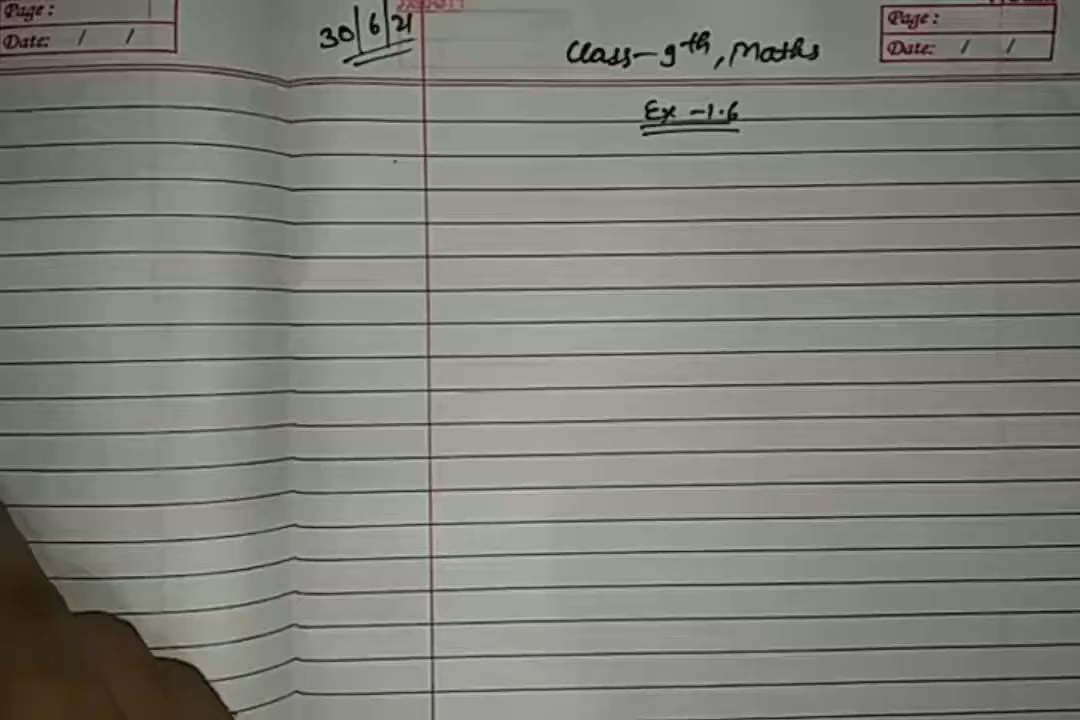 Page :
Date: / /
30/6/21
Class-9th, Maths
Page :
Date: / /
Ex -1.6